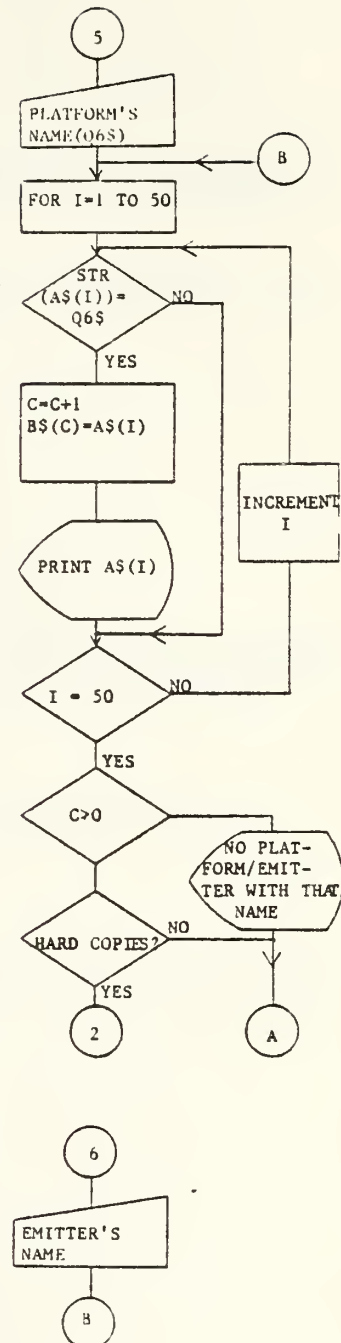 5
PLATFORM'S
NAME(Q6$)
B
FOR I=1 TO 50
STR
(A$(I))=
Q6$
NO
YES
C=C+1
B$(C)=A$(I)
INCREMENT
I
PRINT A$(I)
I = 50
NO
YES
C>0
NO PLAT-
FORM/EMIT-
TER WITH THAT
NAME
HARD COPIES?
NO
YES
2
A
6
EMITTER'S
NAME
B